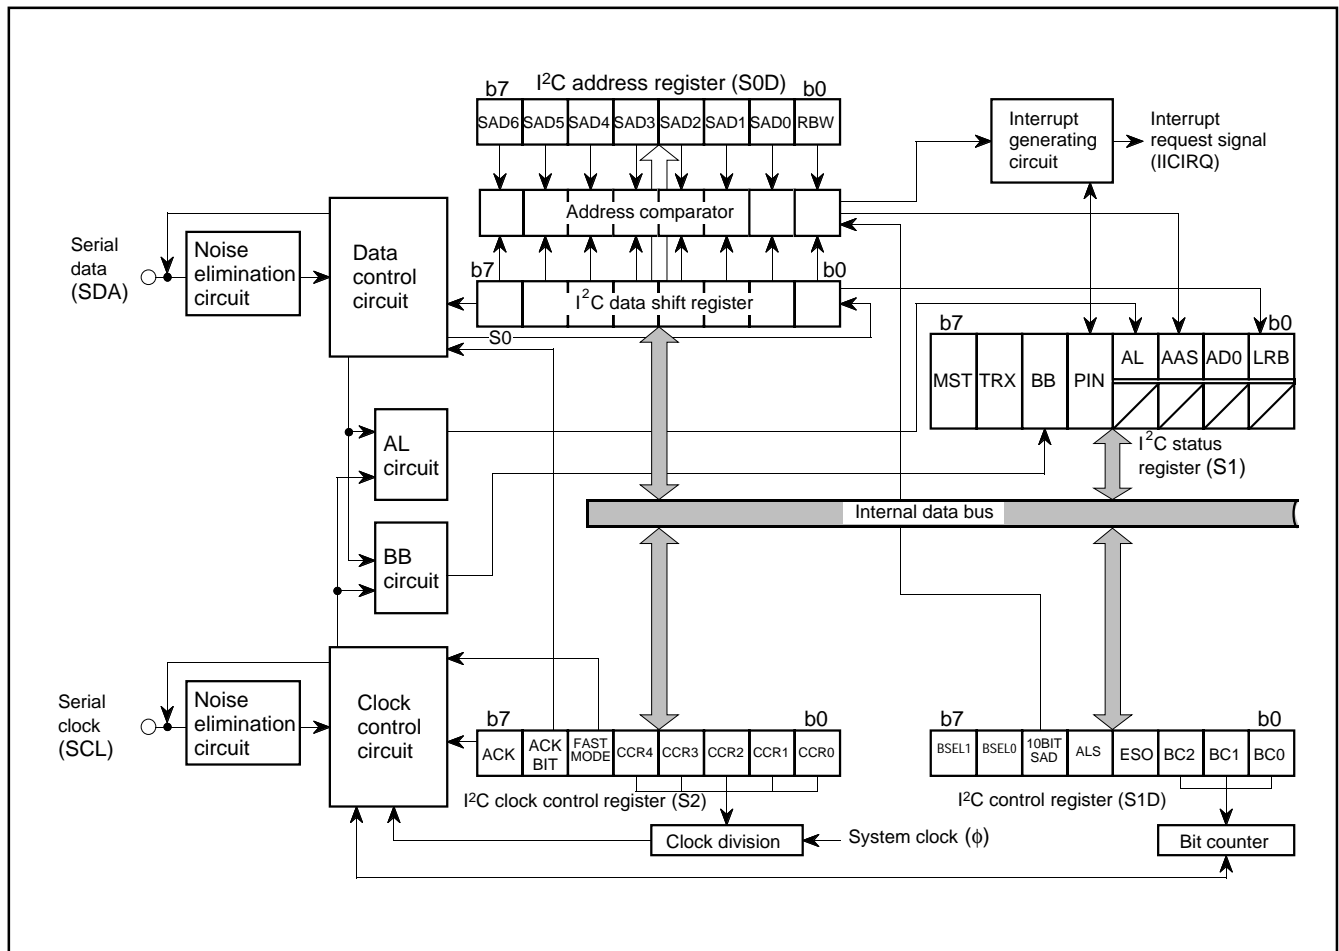 I²C address register (S0D)
b7 b0
SAD6 SAD5 SAD4 SAD3 SAD2 SAD1 SAD0 RBW
Interrupt
generating
circuit
Interrupt
request signal
(IICIRQ)
Address comparator
Serial
data
(SDA)
Noise
elimination
circuit
Data
control
circuit
b7 b0
I²C data shift register
S0
b7 b0
MST TRX BB PIN AL AAS AD0 LRB
I²C status
register (S1)
AL
circuit
Internal data bus
BB
circuit
Serial
clock
(SCL)
Noise
elimination
circuit
Clock
control
circuit
b7 b0
ACK ACK BIT FAST MODE CCR4 CCR3 CCR2 CCR1 CCR0
I²C clock control register (S2)
b7 b0
BSEL1 BSEL0 10BIT SAD ALS ESO BC2 BC1 BC0
I²C control register (S1D)
Clock division
System clock (ϕ)
Bit counter